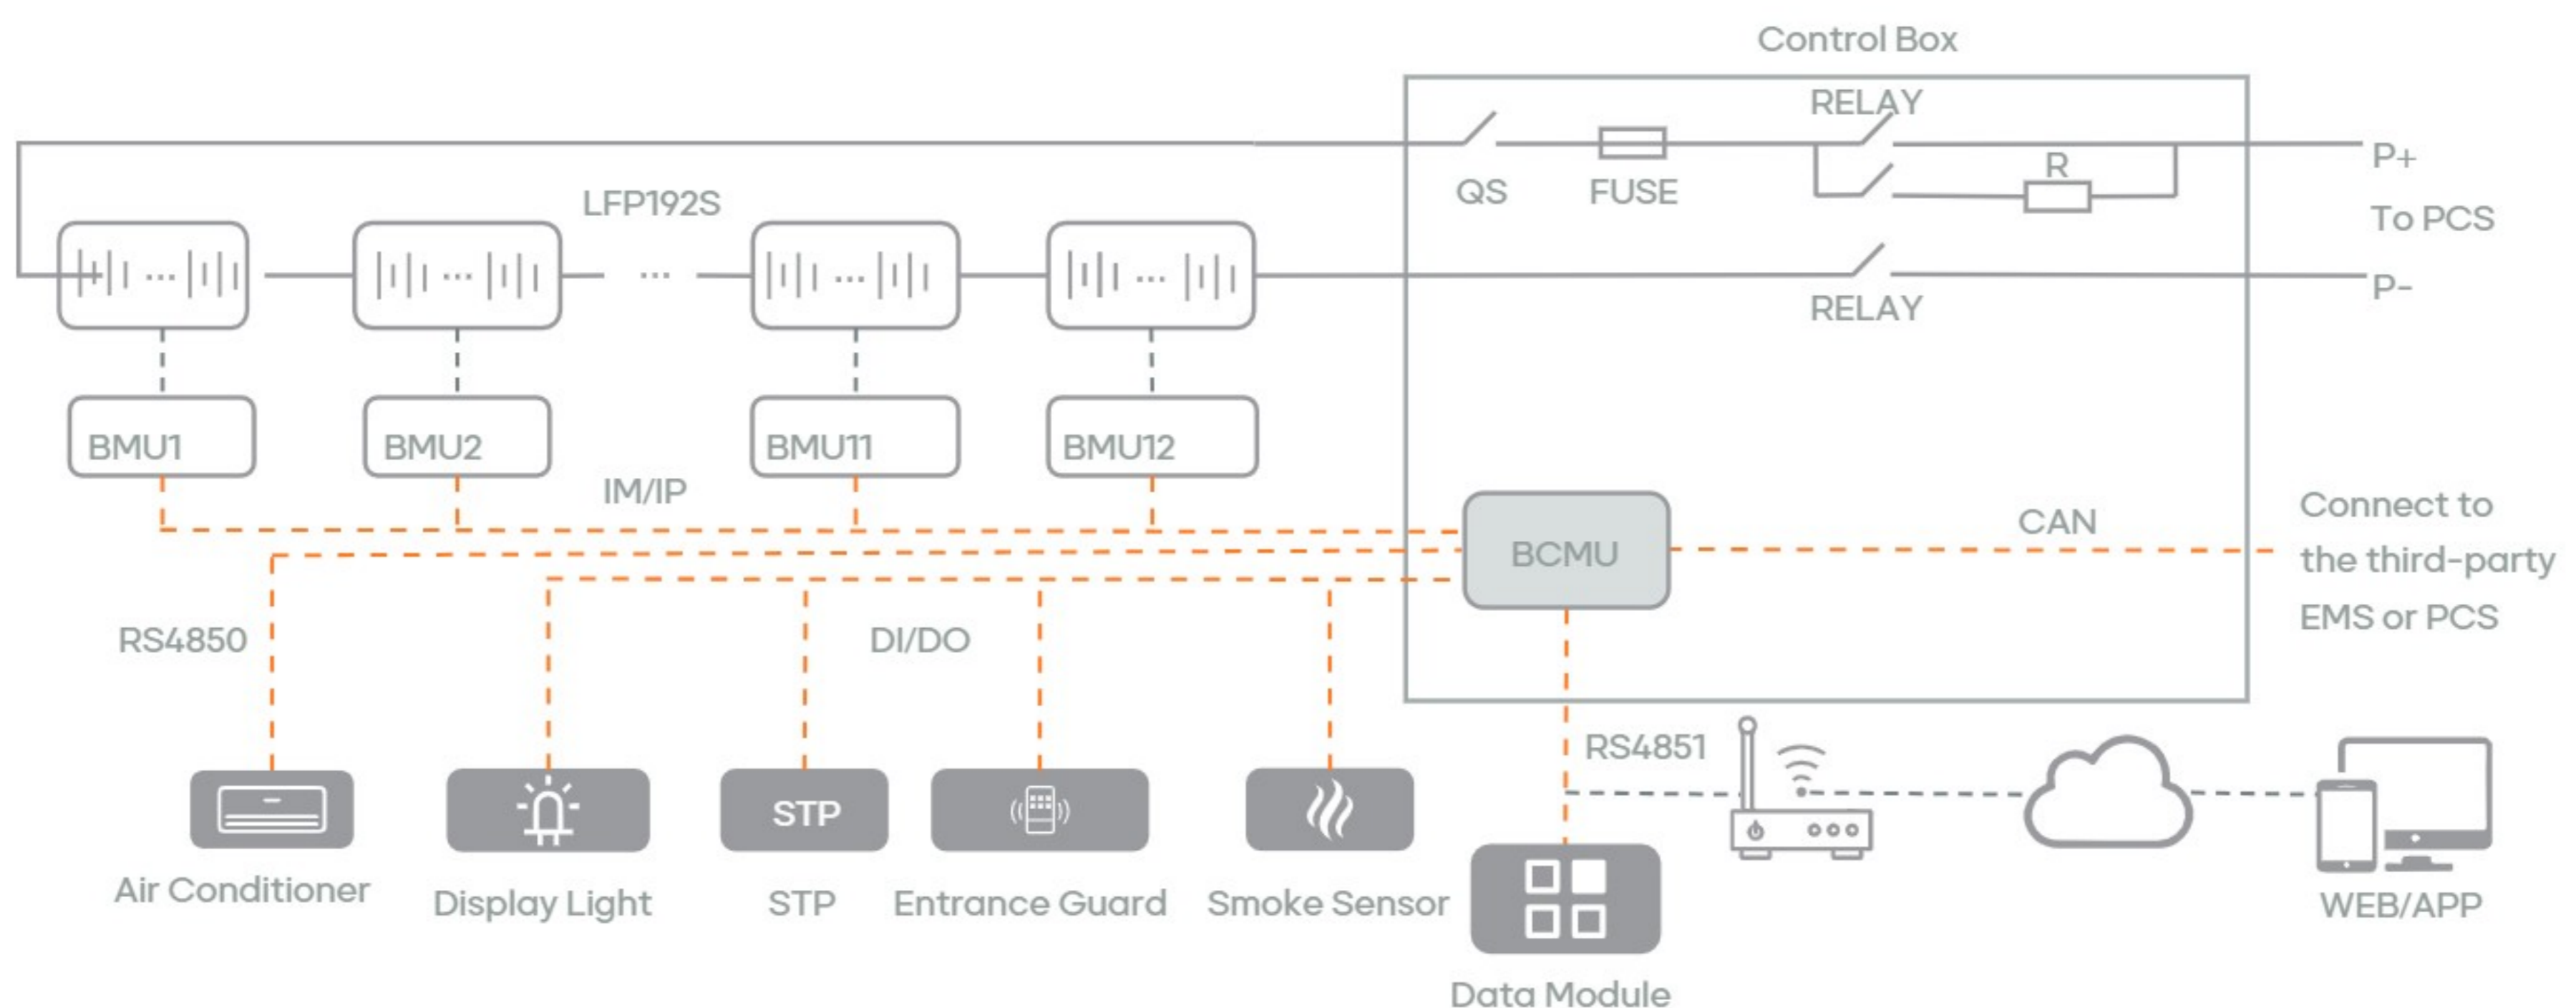 Control Box
RELAY
P+
R
LFP192S
QS
FUSE
To PCS
P-
RELAY
BMU1
BMU2
BMU11
BMU12
IM/IP
Connect to
the third-party
EMS or PCS
CAN
BCMU
RS4850
DI/DO
RS4851
STP
Air Conditioner
Display Light
STP
Entrance Guard
Smoke Sensor
WEB/APP
Data Module